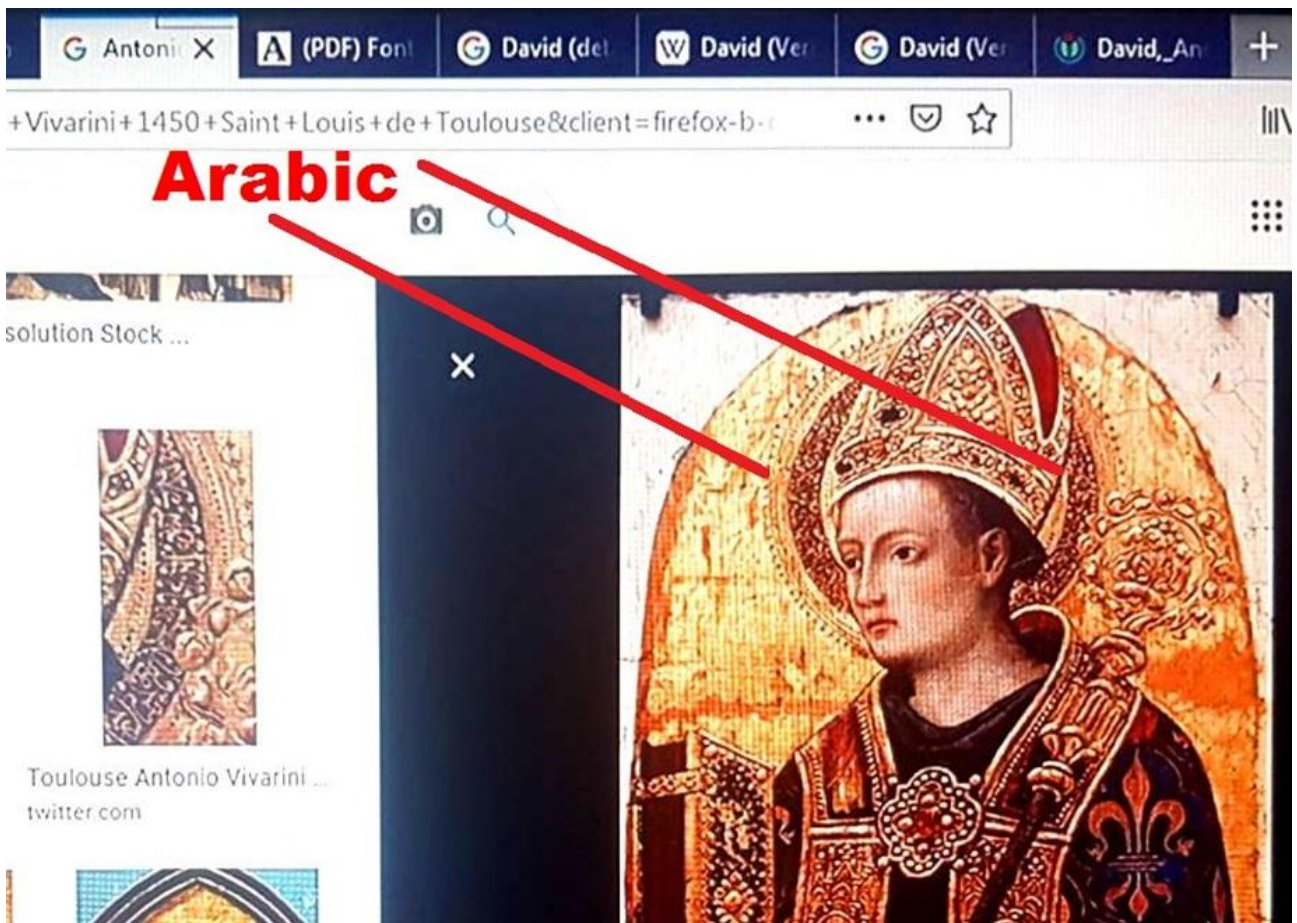 Antoni
(PDF) Font
David (det
David (Ver
David (Ver
David,_An
+Vivarini+1450+Saint+Louis+de+Toulouse&client=firefox-b-
Arabic
solution Stock ...
Toulouse Antonio Vivarini ...
twitter.com